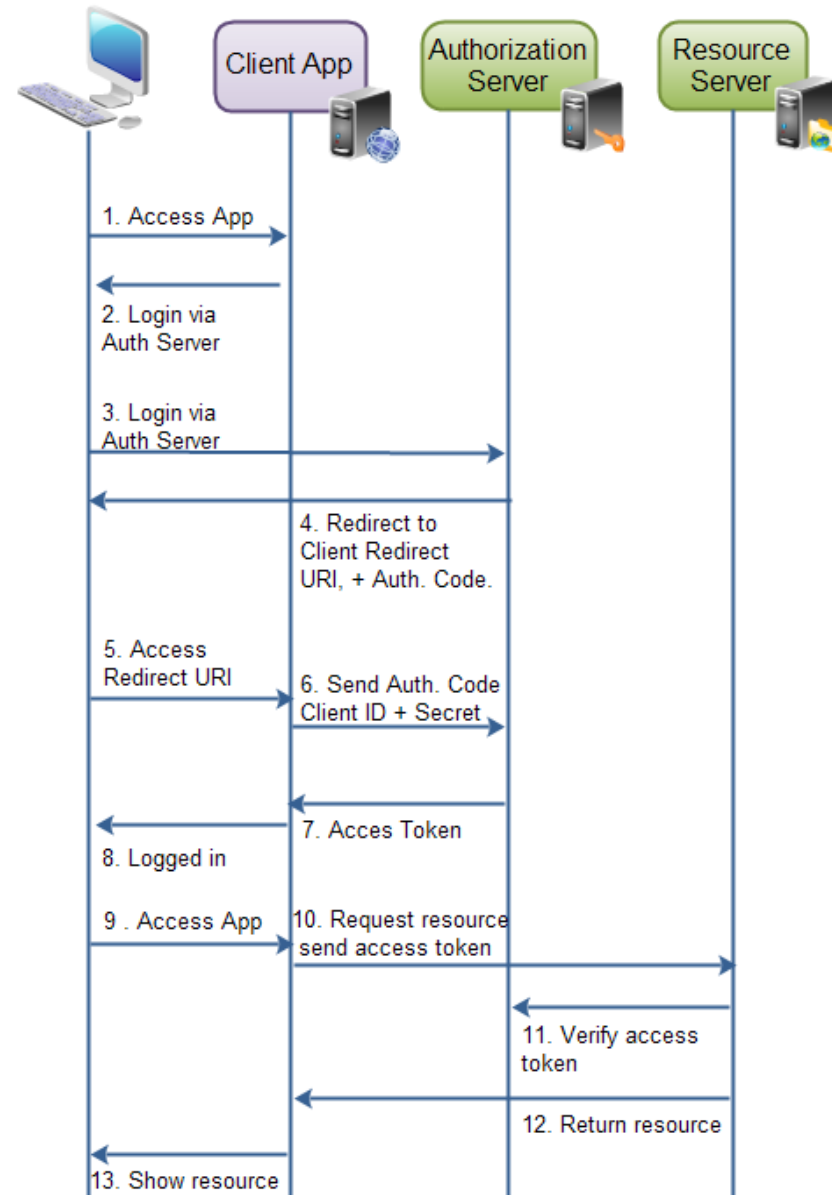 Client App
Authorization
Server
Resource
Server
1. Access App
2. Login via
Auth Server
3. Login via
Auth Server
4. Redirect to
Client Redirect
URI, + Auth. Code.
5. Access
Redirect URI
6. Send Auth. Code
Client ID + Secret
7. Acces Token
8. Logged in
9 . Access App
10. Request resource
send access token
11. Verify access
token
12. Return resource
13. Show resource